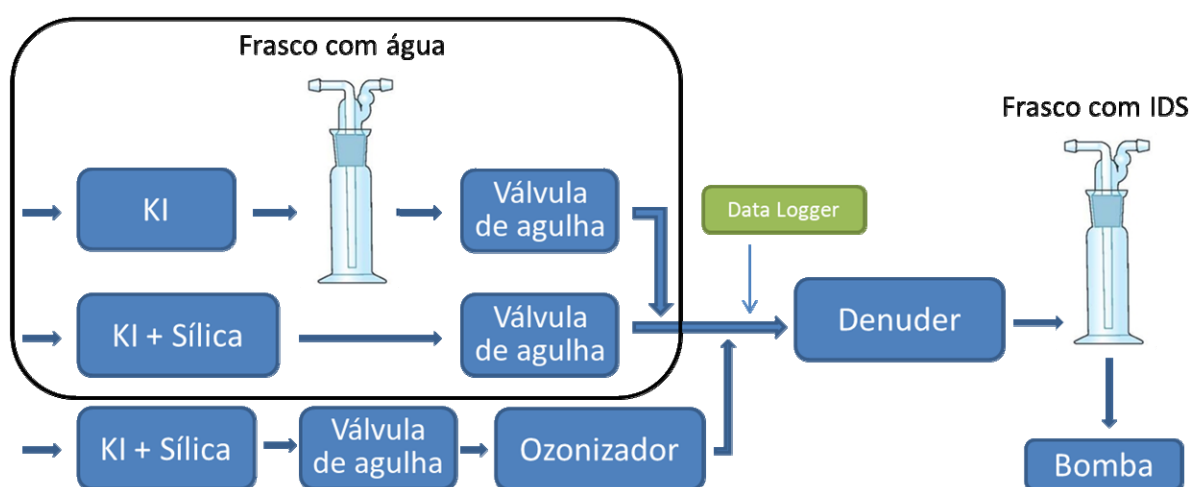 Frasco com água
Frasco com IDS
KI
Válvula
de agulha
Data Logger
KI + Sílica
Válvula
de agulha
Denuder
KI + Sílica
Válvula
de agulha
Ozonizador
Bomba